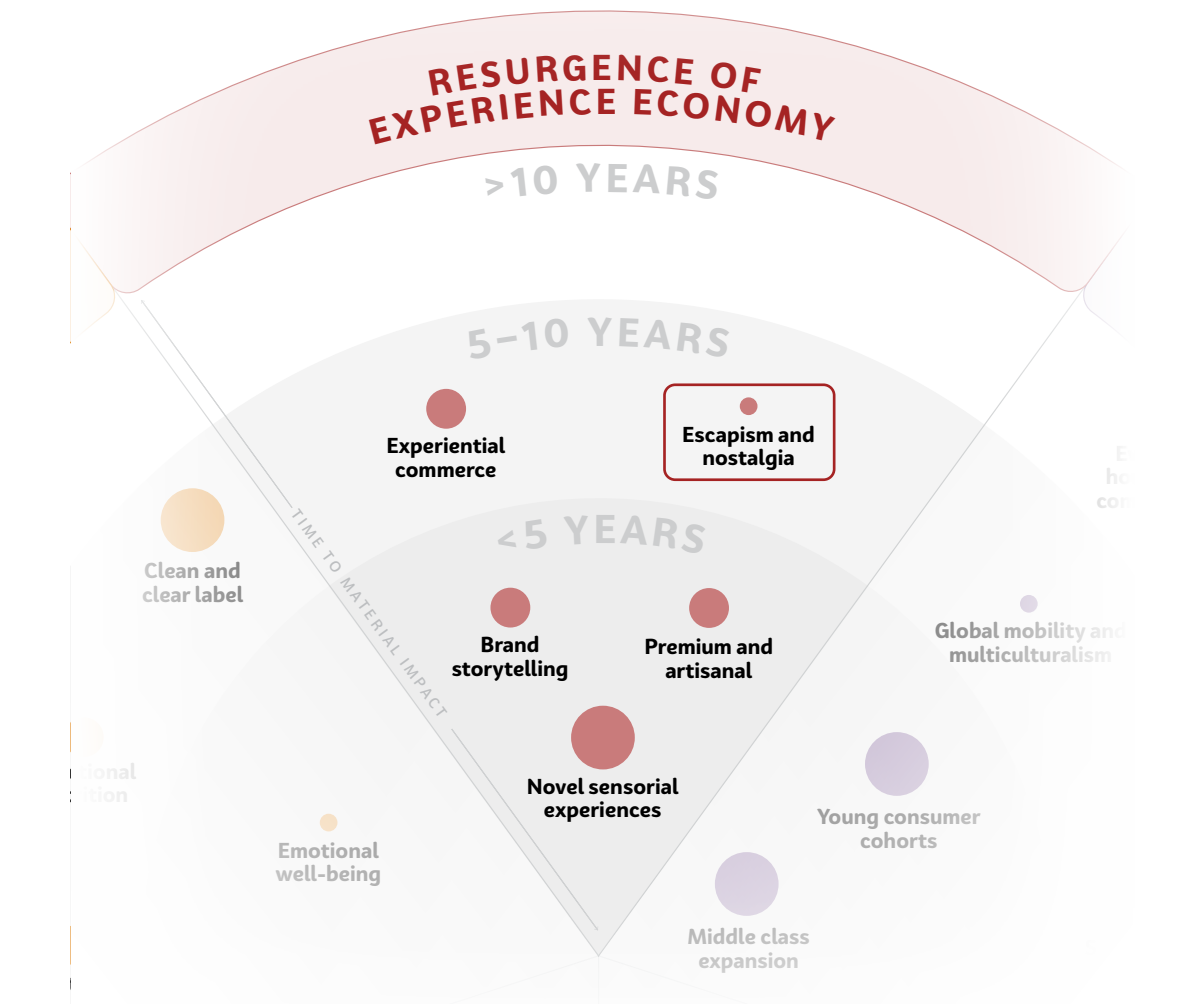 RESURGENCE OF
EXPERIENCE ECONOMY
>10 YEARS
5–10 YEARS
Experiential
commerce
Escapism and
nostalgia
<5 YEARS
TIME TO MATERIAL IMPACT
Clean and
clear label
Brand
storytelling
Premium and
artisanal
Global mobility and
multiculturalism
Novel sensorial
experiences
Young consumer
cohorts
Emotional
well-being
Middle class
expansion